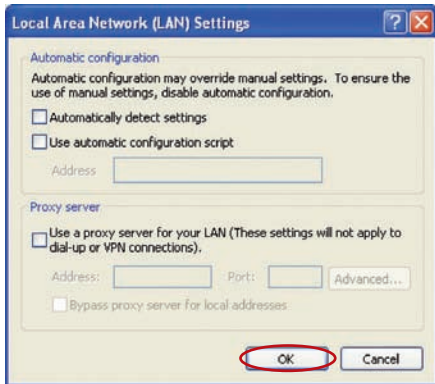 Local Area Network (LAN) Settings
Automatic configuration
Automatic configuration may override manual settings. To ensure the
use of manual settings, disable automatic configuration.
Automatically detect settings
Use automatic configuration script
Address
Proxy server
Use a proxy server for your LAN (These settings will not apply to
dial-up or VPN connections).
Address: Port: Advanced...
Bypass proxy server for local addresses
OK Cancel